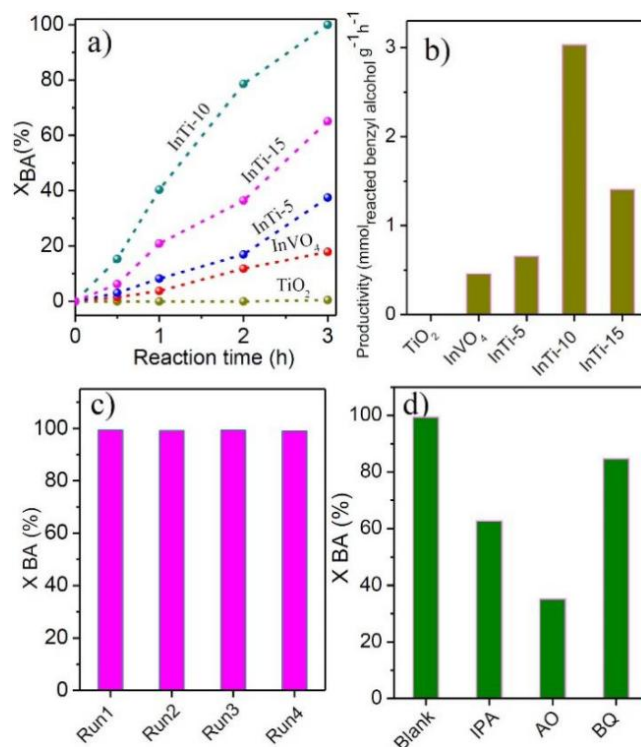 a)
X_BA(%)
100
80
60
40
20
0
InTi-10
InTi-15
InTi-5
InVO₄
TiO₂
0 1 2 3
Reaction time (h)
b)
Productivity (mmol_reacted benzyl alcohol g⁻¹h⁻¹
3
2
1
0
TiO₂
InVO₄
InTi-5
InTi-10
InTi-15
c)
X BA (%)
100
80
60
40
20
0
Run1
Run2
Run3
Run4
d)
X BA (%)
100
80
60
40
20
0
Blank
IPA
AO
BQ